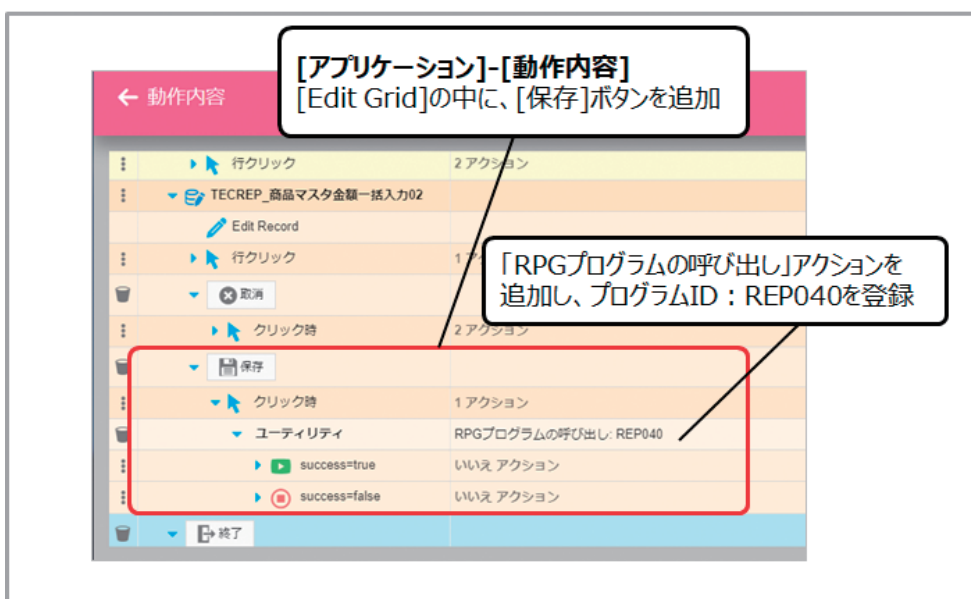 [アプリケーション]-[動作内容]
[Edit Grid]の中に、[保存]ボタンを追加
動作内容
行クリック 2 アクション
TECREP_商品マスタ金額一括入力02
Edit Record
行クリック 1
「RPGプログラムの呼び出し」アクションを
追加し、プログラムID：REP040を登録
取消
クリック時 2 アクション
保存
クリック時 1 アクション
ユーティリティ RPGプログラムの呼び出し: REP040
success=true いいえ アクション
success=false いいえ アクション
終了